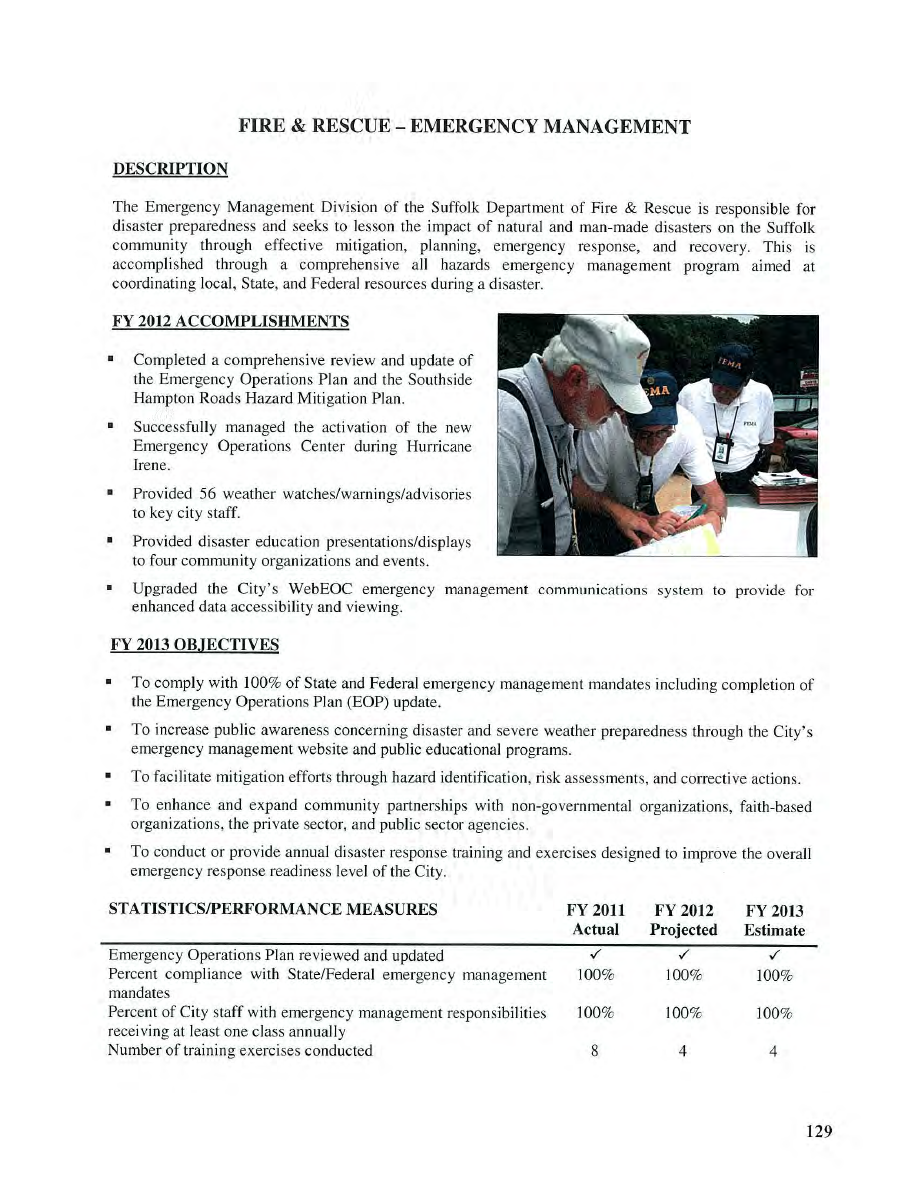 FIRE & RESCUE – EMERGENCY MANAGEMENT
DESCRIPTION
The Emergency Management Division of the Suffolk Department of Fire & Rescue is responsible for
disaster preparedness and seeks to lesson the impact of natural and man-made disasters on the Suffolk
community through effective mitigation, planning, emergency response, and recovery. This is
accomplished through a comprehensive all hazards emergency management program aimed at
coordinating local, State, and Federal resources during a disaster.
FY 2012 ACCOMPLISHMENTS
▪ Completed a comprehensive review and update of
the Emergency Operations Plan and the Southside
Hampton Roads Hazard Mitigation Plan.
▪ Successfully managed the activation of the new
Emergency Operations Center during Hurricane
Irene.
▪ Provided 56 weather watches/warnings/advisories
to key city staff.
▪ Provided disaster education presentations/displays
to four community organizations and events.
FEMA
FEMA
FEMA
▪ Upgraded the City's WebEOC emergency management communications system to provide for
enhanced data accessibility and viewing.
FY 2013 OBJECTIVES
▪ To comply with 100% of State and Federal emergency management mandates including completion of
the Emergency Operations Plan (EOP) update.
▪ To increase public awareness concerning disaster and severe weather preparedness through the City's
emergency management website and public educational programs.
▪ To facilitate mitigation efforts through hazard identification, risk assessments, and corrective actions.
▪ To enhance and expand community partnerships with non-governmental organizations, faith-based
organizations, the private sector, and public sector agencies.
▪ To conduct or provide annual disaster response training and exercises designed to improve the overall
emergency response readiness level of the City.
STATISTICS/PERFORMANCE MEASURES FY 2011 FY 2012 FY 2013
Actual Projected Estimate
Emergency Operations Plan reviewed and updated ✓ ✓ ✓
Percent compliance with State/Federal emergency management 100% 100% 100%
mandates
Percent of City staff with emergency management responsibilities 100% 100% 100%
receiving at least one class annually
Number of training exercises conducted 8 4 4
129